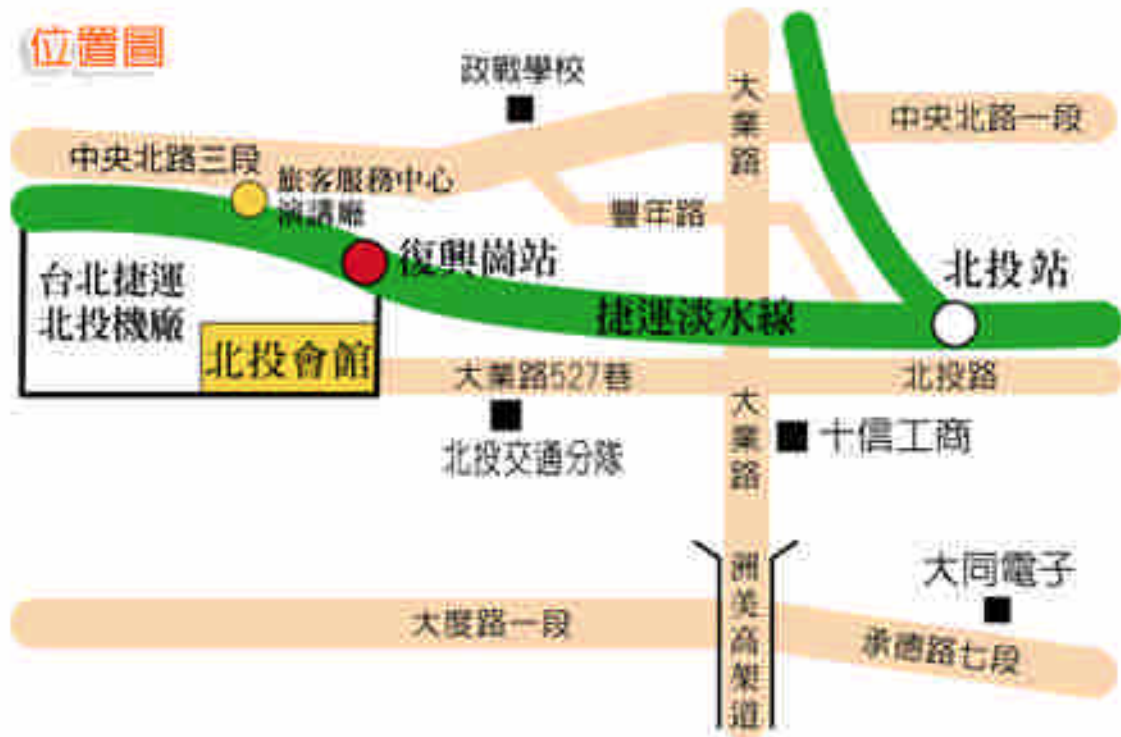 位置圖
政戰學校
大業路
中央北路一段
中央北路三段
旅客服務中心
演講廳
豐年路
復興崗站
北投站
台北捷運
北投機廠
捷運淡水線
北投會館
大業路527巷
北投路
大業路
十信工商
北投交通分隊
洲美高架道
大同電子
大度路一段
承德路七段